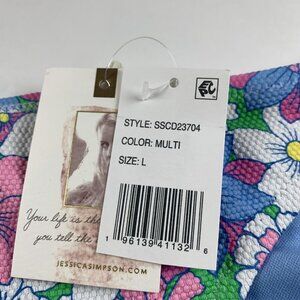 STYLE: SSCD23704
COLOR: MULTI
SIZE: L
1 96139 41132 6
Your life is the
you tell the
JESSICASIMPSON.COM